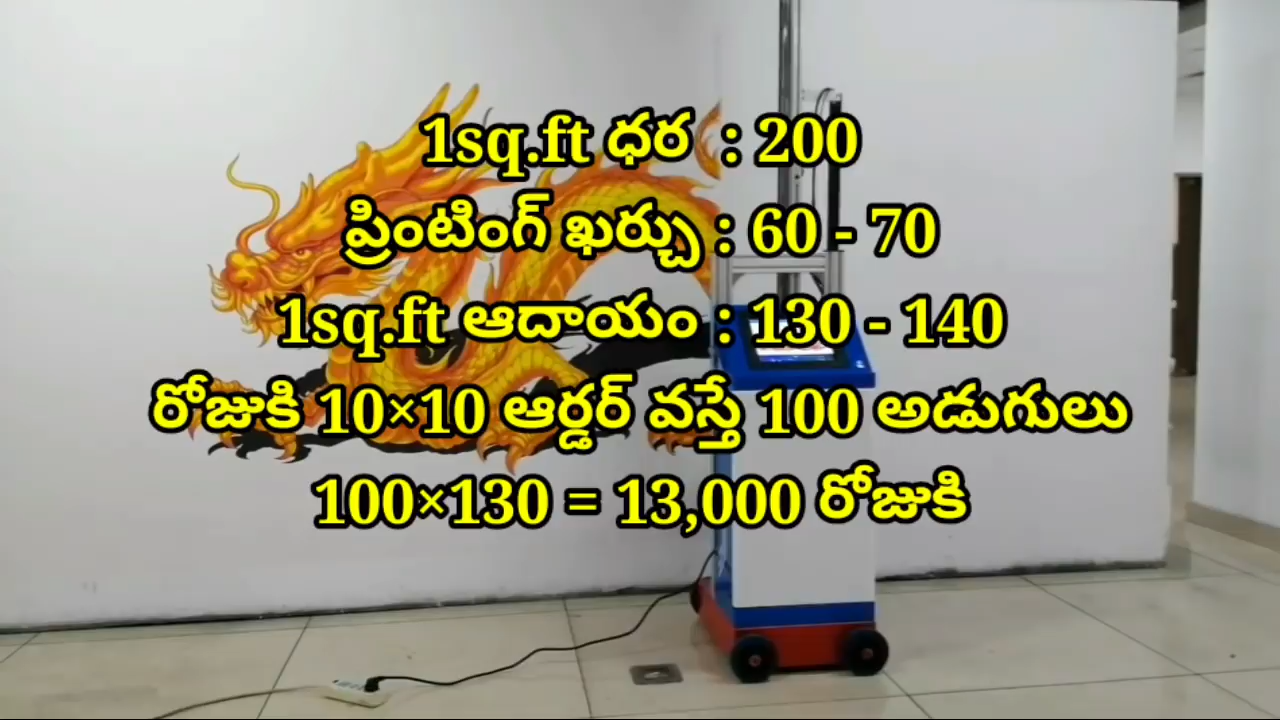 1sq.ft ధర : 200
ప్రింటింగ్ ఖర్చు : 60 - 70
1sq.ft ఆదాయం : 130 - 140
రోజుకి 10×10 ఆర్డర్ వస్తే 100 అడుగులు
100×130 = 13,000 రోజుకి